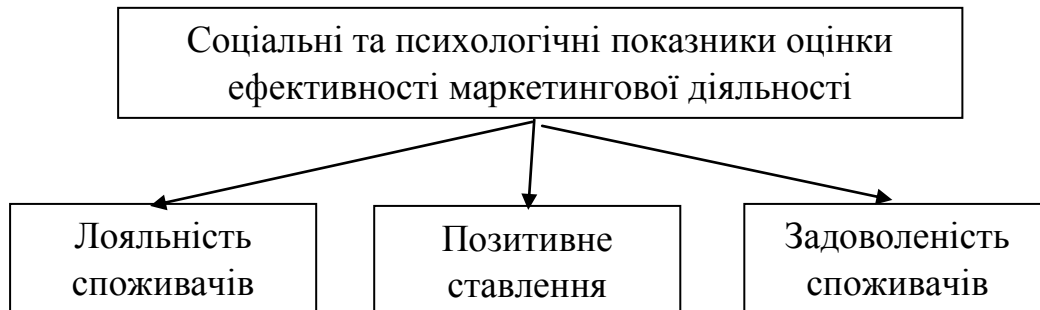 Соціальні та психологічні показники оцінки
ефективності маркетингової діяльності
Лояльність
споживачів
Позитивне
ставлення
Задоволеність
споживачів